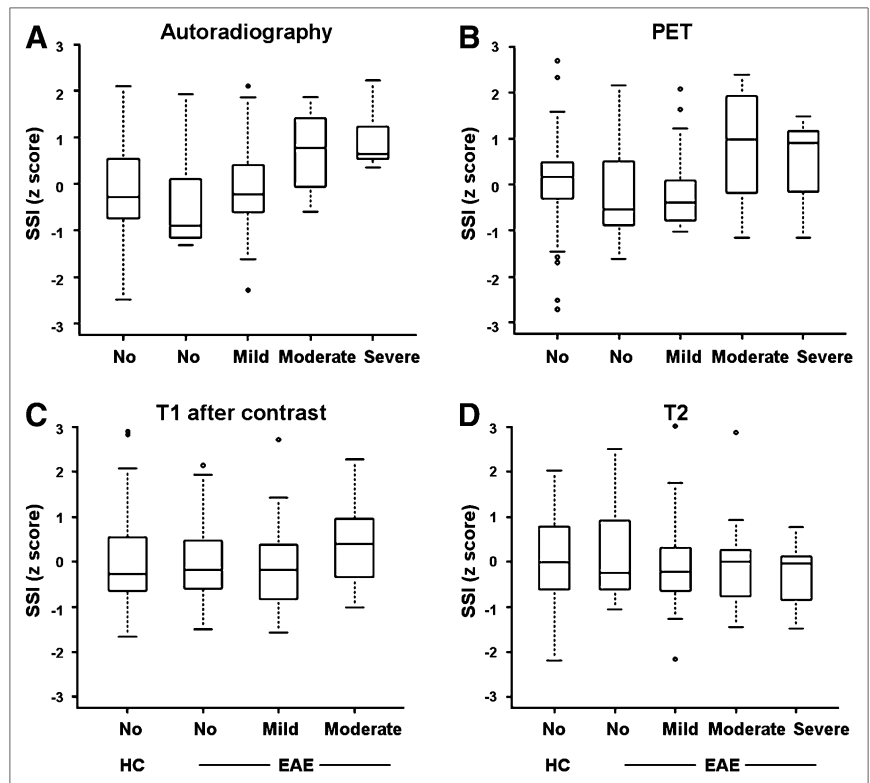 A Autoradiography
SSI (z score)
3
2
1
0
-1
-2
-3
No No Mild Moderate Severe
B PET
SSI (z score)
3
2
1
0
-1
-2
-3
No No Mild Moderate Severe
C T1 after contrast
SSI (z score)
3
2
1
0
-1
-2
-3
No No Mild Moderate
HC EAE
D T2
SSI (z score)
3
2
1
0
-1
-2
-3
No No Mild Moderate Severe
HC EAE